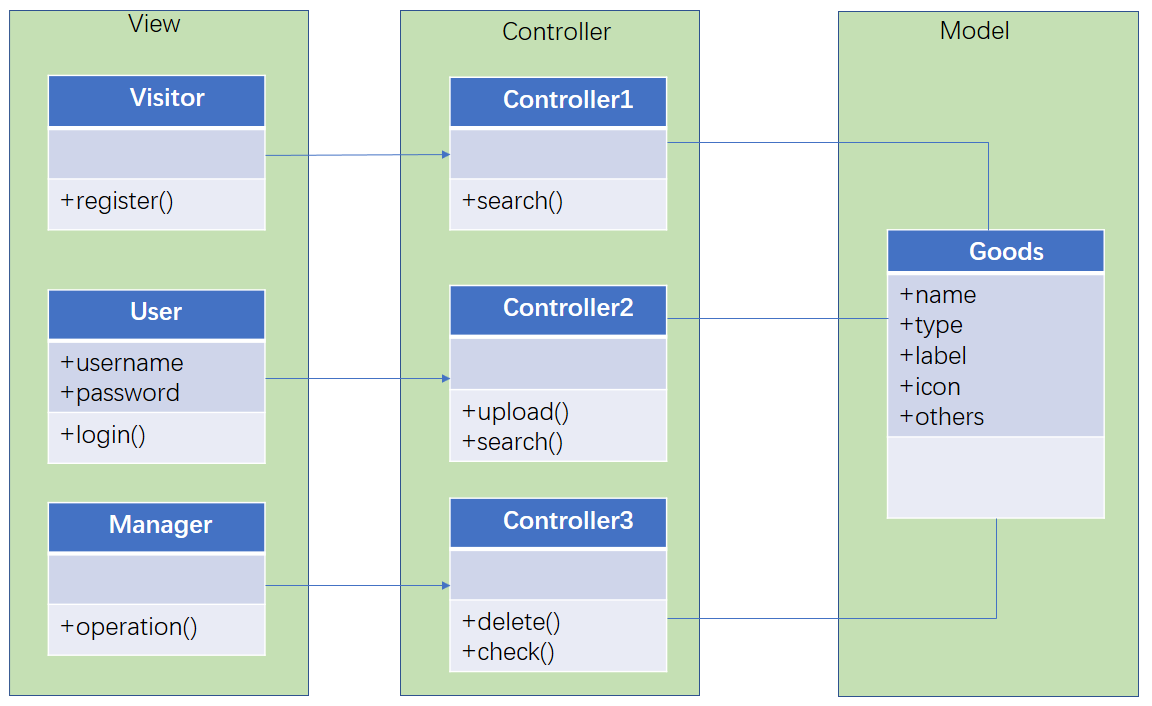 View
Visitor
+register()
User
+username
+password
+login()
Manager
+operation()
Controller
Controller1
+search()
Controller2
+upload()
+search()
Controller3
+delete()
+check()
Model
Goods
+name
+type
+label
+icon
+others